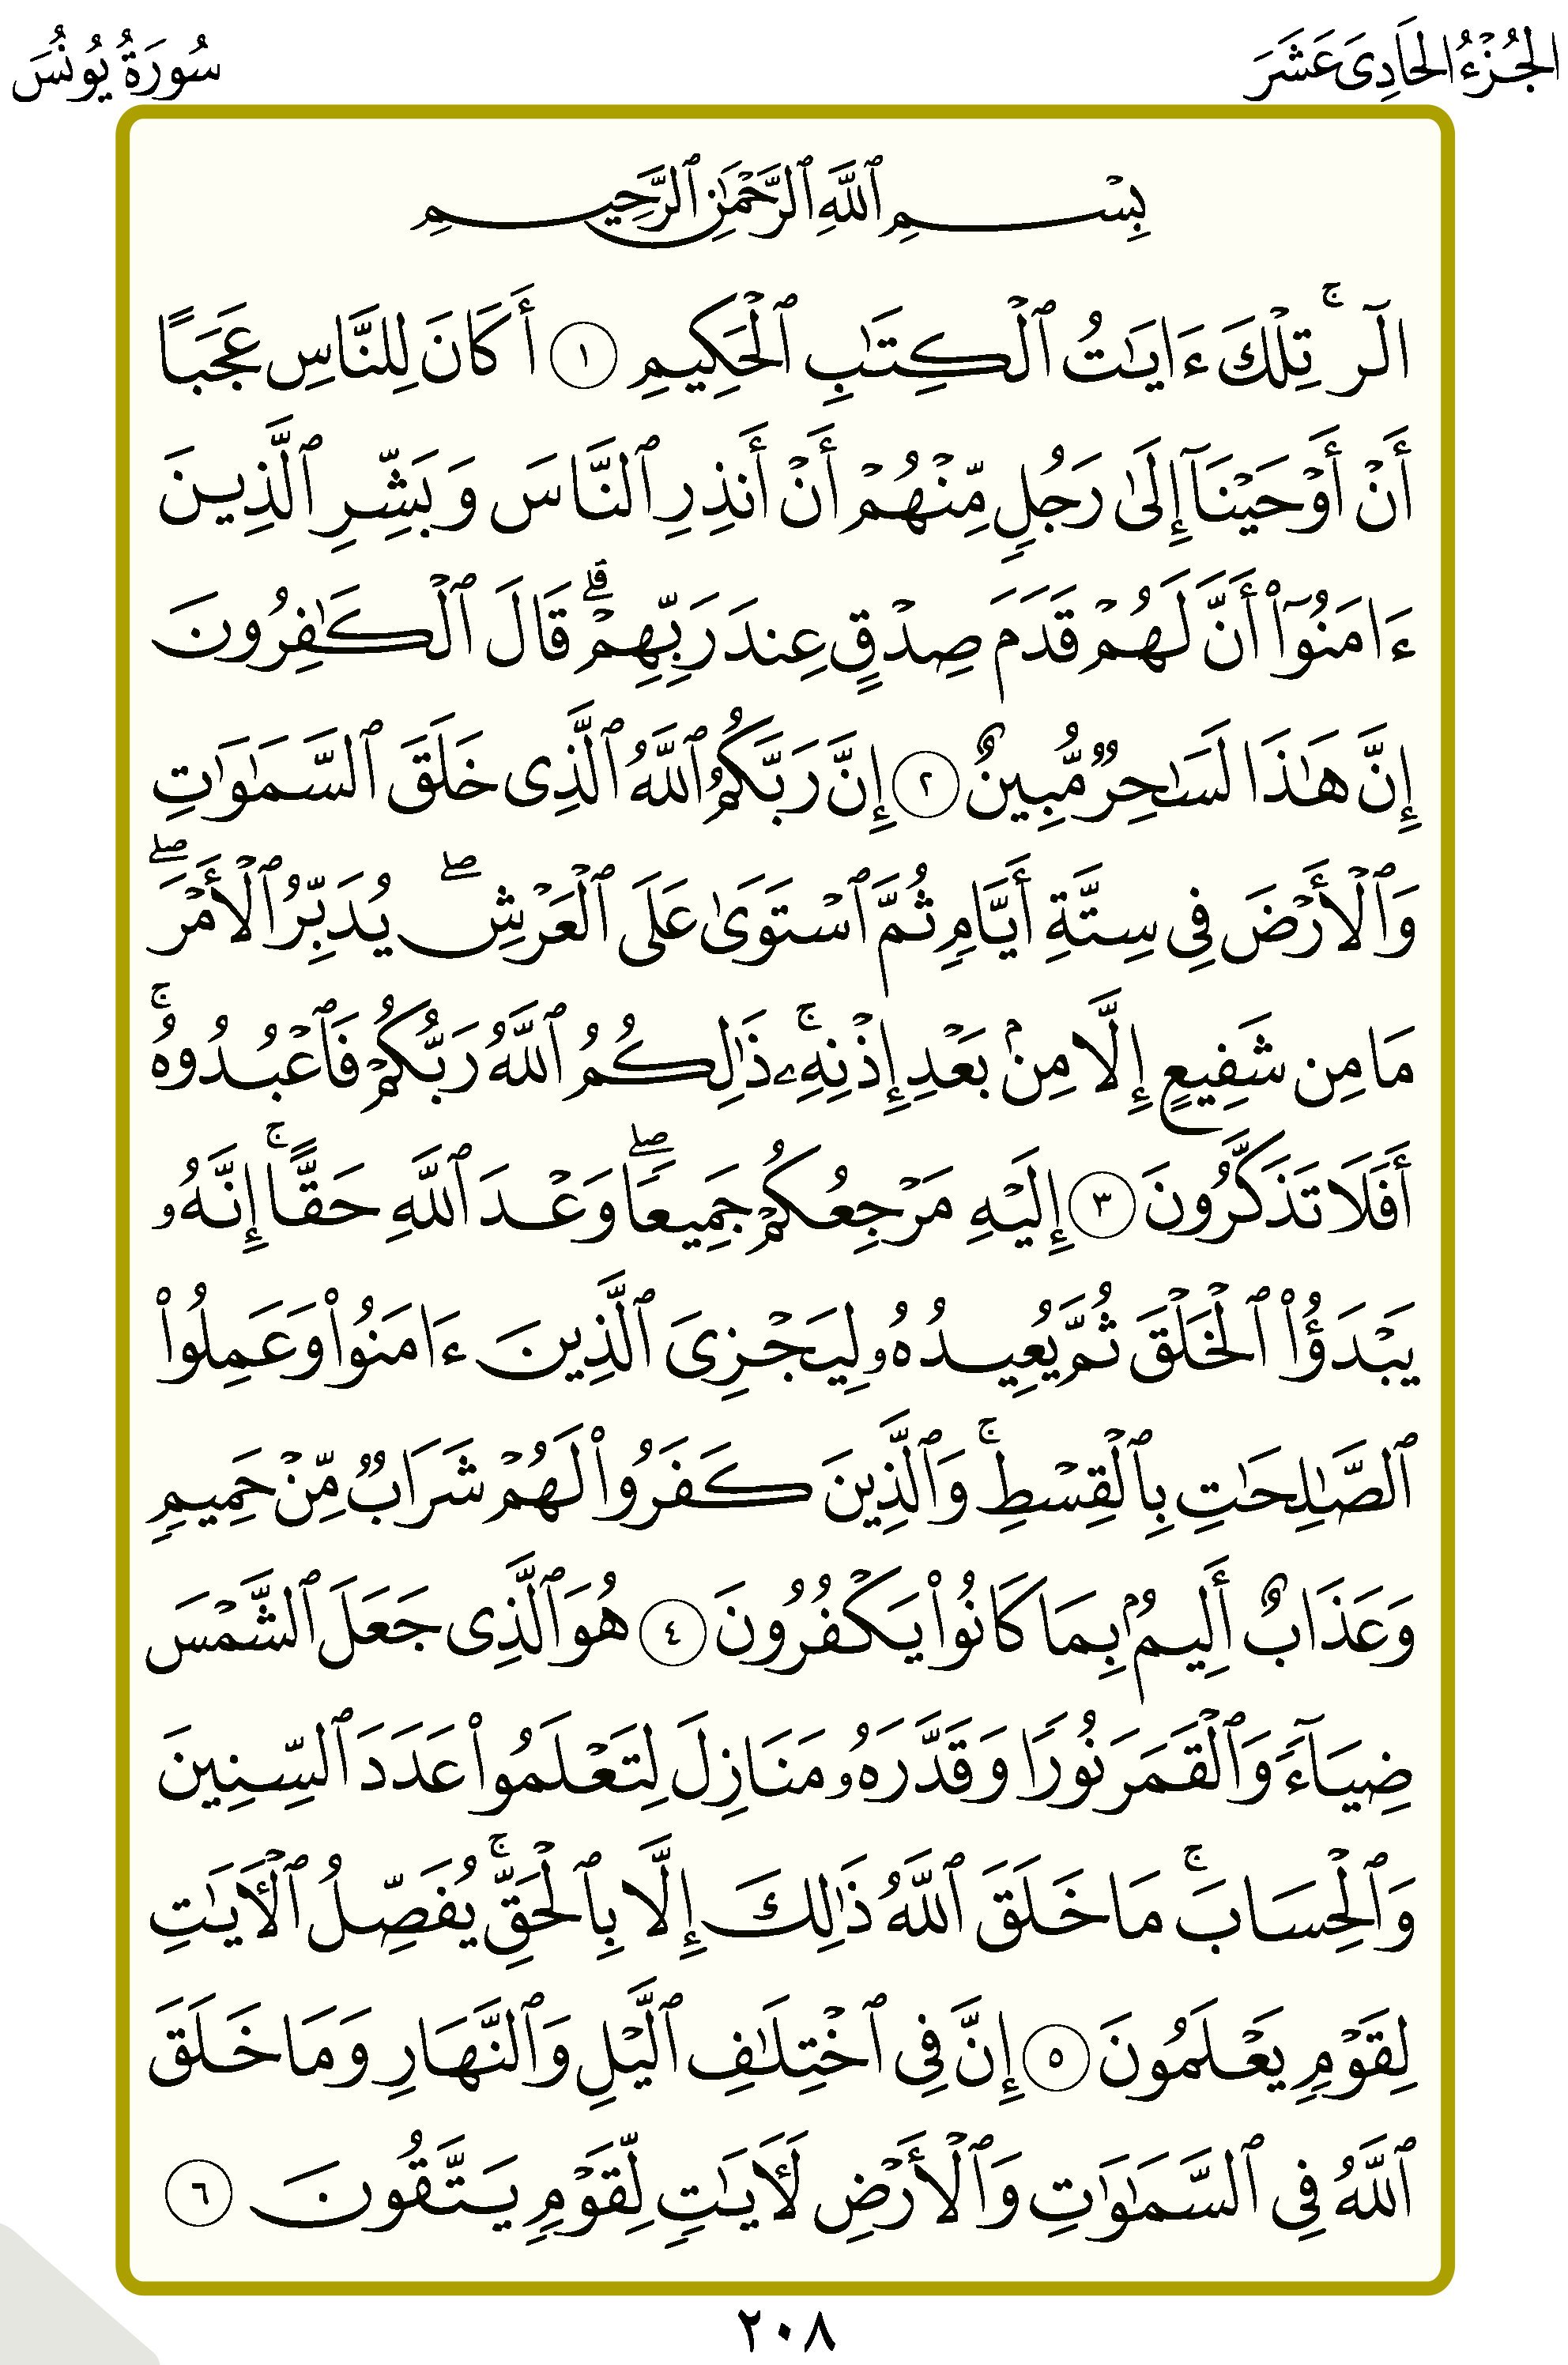 الجُزْءُ الحَادِى عَشَرَ
سُورَةُ يُونُسَ
بِسْمِ ٱللَّهِ ٱلرَّحْمَٰنِ ٱلرَّحِيمِ
الٓر ۚ تِلْكَ ءَايَٰتُ ٱلْكِتَٰبِ ٱلْحَكِيمِ ١ أَكَانَ لِلنَّاسِ عَجَبًا
أَنْ أَوْحَيْنَآ إِلَىٰ رَجُلٍ مِّنْهُمْ أَنْ أَنذِرِ ٱلنَّاسَ وَبَشِّرِ ٱلَّذِينَ
ءَامَنُوٓا۟ أَنَّ لَهُمْ قَدَمَ صِدْقٍ عِندَ رَبِّهِمْ ۗ قَالَ ٱلْكَٰفِرُونَ
إِنَّ هَٰذَا لَسَٰحِرٌ مُّبِينٌ ٢ إِنَّ رَبَّكُمُ ٱللَّهُ ٱلَّذِى خَلَقَ ٱلسَّمَٰوَٰتِ
وَٱلْأَرْضَ فِى سِتَّةِ أَيَّامٍ ثُمَّ ٱسْتَوَىٰ عَلَى ٱلْعَرْشِ ۖ يُدَبِّرُ ٱلْأَمْرَ ۖ
مَا مِن شَفِيعٍ إِلَّا مِنۢ بَعْدِ إِذْنِهِۦ ۚ ذَٰلِكُمُ ٱللَّهُ رَبُّكُمْ فَٱعْبُدُوهُ ۚ
أَفَلَا تَذَكَّرُونَ ٣ إِلَيْهِ مَرْجِعُكُمْ جَمِيعًا ۖ وَعْدَ ٱللَّهِ حَقًّا ۚ إِنَّهُۥ
يَبْدَؤُا۟ ٱلْخَلْقَ ثُمَّ يُعِيدُهُۥ لِيَجْزِىَ ٱلَّذِينَ ءَامَنُوا۟ وَعَمِلُوا۟
ٱلصَّٰلِحَٰتِ بِٱلْقِسْطِ ۚ وَٱلَّذِينَ كَفَرُوا۟ لَهُمْ شَرَابٌ مِّنْ حَمِيمٍ
وَعَذَابٌ أَلِيمٌۢ بِمَا كَانُوا۟ يَكْفُرُونَ ٤ هُوَ ٱلَّذِى جَعَلَ ٱلشَّمْسَ
ضِيَآءً وَٱلْقَمَرَ نُورًا وَقَدَّرَهُۥ مَنَازِلَ لِتَعْلَمُوا۟ عَدَدَ ٱلسِّنِينَ
وَٱلْحِسَابَ ۚ مَا خَلَقَ ٱللَّهُ ذَٰلِكَ إِلَّا بِٱلْحَقِّ ۚ يُفَصِّلُ ٱلْءَايَٰتِ
لِقَوْمٍ يَعْلَمُونَ ٥ إِنَّ فِى ٱخْتِلَٰفِ ٱلَّيْلِ وَٱلنَّهَارِ وَمَا خَلَقَ
ٱللَّهُ فِى ٱلسَّمَٰوَٰتِ وَٱلْأَرْضِ لَءَايَٰتٍ لِّقَوْمٍ يَتَّقُونَ ٦
٢٠٨